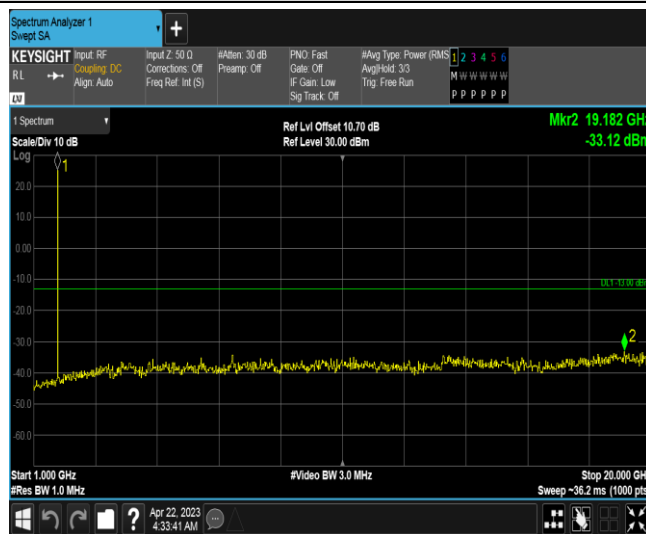 Spectrum Analyzer 1
Swept SA
+
KEYSIGHT
RL
LXI
Input: RF
Coupling: DC
Align: Auto
Input Z: 50 Ω
Corrections: Off
Freq Ref: Int (S)
#Atten: 30 dB
Preamp: Off
PNO: Fast
Gate: Off
IF Gain: Low
Sig Track: Off
#Avg Type: Power (RMS
Avg|Hold: 3/3
Trig: Free Run
1 2 3 4 5 6
M W W W W W
P P P P P P
1 Spectrum
Scale/Div 10 dB
Log
Ref Lvl Offset 10.70 dB
Ref Level 30.00 dBm
Mkr2 19.182 GHz
-33.12 dBm
1
20.0
10.0
0.00
-10.0
DL1 -13.00 dBm
-20.0
-30.0
2
-40.0
-50.0
-60.0
Start 1.000 GHz
#Res BW 1.0 MHz
#Video BW 3.0 MHz
Stop 20.000 GHz
Sweep ~36.2 ms (1000 pts
?
Apr 22, 2023
4:33:41 AM